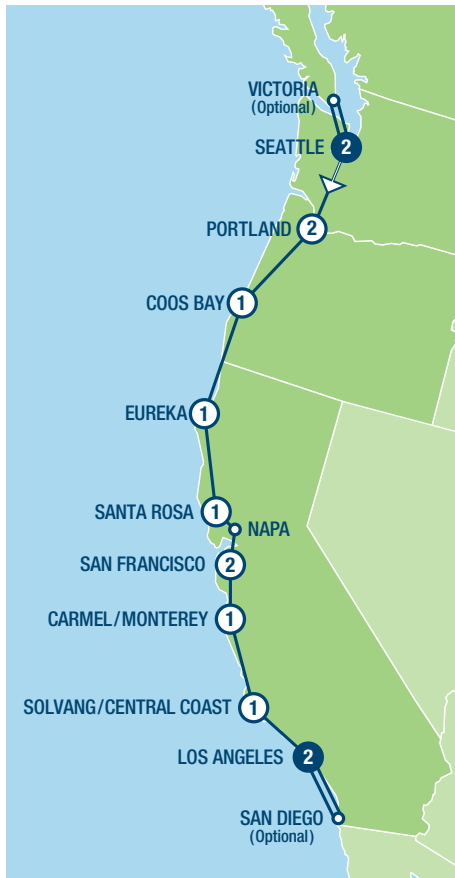 VICTORIA
(Optional)
SEATTLE 2
PORTLAND 2
COOS BAY 1
EUREKA 1
SANTA ROSA 1
NAPA
SAN FRANCISCO 2
CARMEL/MONTEREY 1
SOLVANG/CENTRAL COAST 1
LOS ANGELES 2
SAN DIEGO
(Optional)